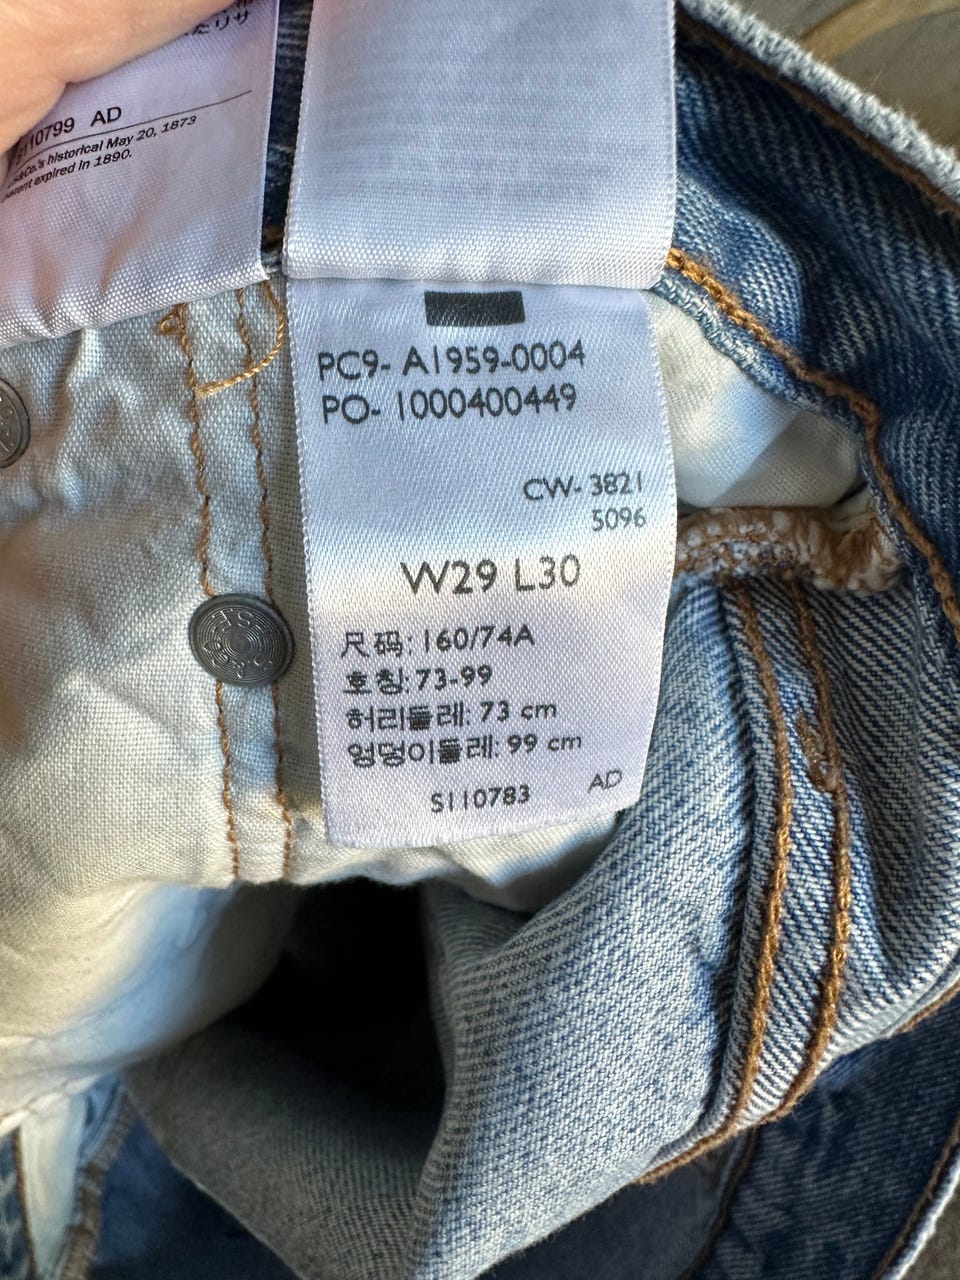 S110799 AD
&Co.'s historical May 20, 1873
patent expired in 1890.
PC9- A1959-0004
PO- 1000400449
CW- 3821
5096
W29 L30
尺码: 160/74A
호칭: 73-99
허리둘레: 73 cm
엉덩이둘레: 99 cm
S110783 AD